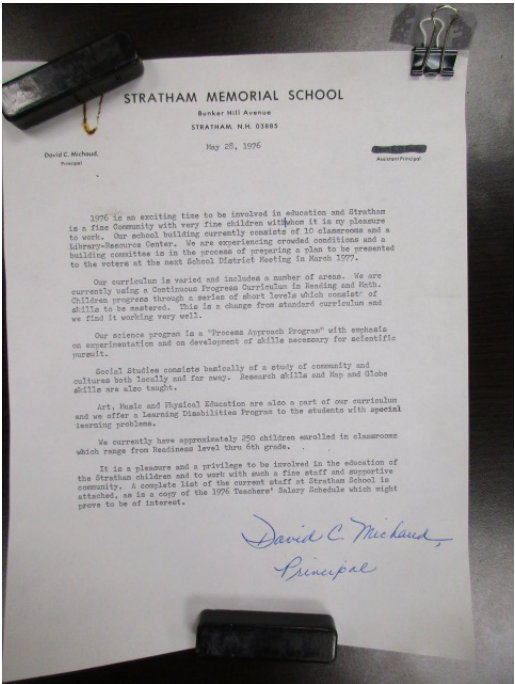 STRATHAM MEMORIAL SCHOOL
Bunker Hill Avenue
STRATHAM, N.H. 03885
David C. Michaud,
Principal
May 28, 1976
Assistant Principal
1976 is an exciting time to be involved in education and Stratham
is a fine Community with very fine children with whom it is my pleasure
to work. Our school building currently consists of 10 classrooms and a
Library-Resource Center. We are experiencing crowded conditions and a
building committee is in the process of preparing a plan to be presented
to the voters at the next School District Meeting in March 1977.
Our curriculum is varied and includes a number of areas. We are
currently using a Continuous Progress Curriculum in Reading and Math.
Children progress through a series of short levels which consist of
skills to be mastered. This is a change from standard curriculum and
we find it working very well.
Our science program is a "Process Approach Program" with emphasis
on experimentation and on development of skills necessary for scientific
pursuit.
Social Studies consists basically of a study of community and
cultures both locally and far away. Research skills and Map and Globe
skills are also taught.
Art, Music and Physical Education are also a part of our curriculum
and we offer a Learning Disabilities Program to the students with special
learning problems.
We currently have approximately 250 children enrolled in classrooms
which range from Readiness level thru 6th grade.
It is a pleasure and a privilege to be involved in the education of
the Stratham children and to work with such a fine staff and supportive
community. A complete list of the current staff at Stratham School is
attached, as is a copy of the 1976 Teachers' Salary Schedule which might
prove to be of interest.
David C. Michaud,
Principal